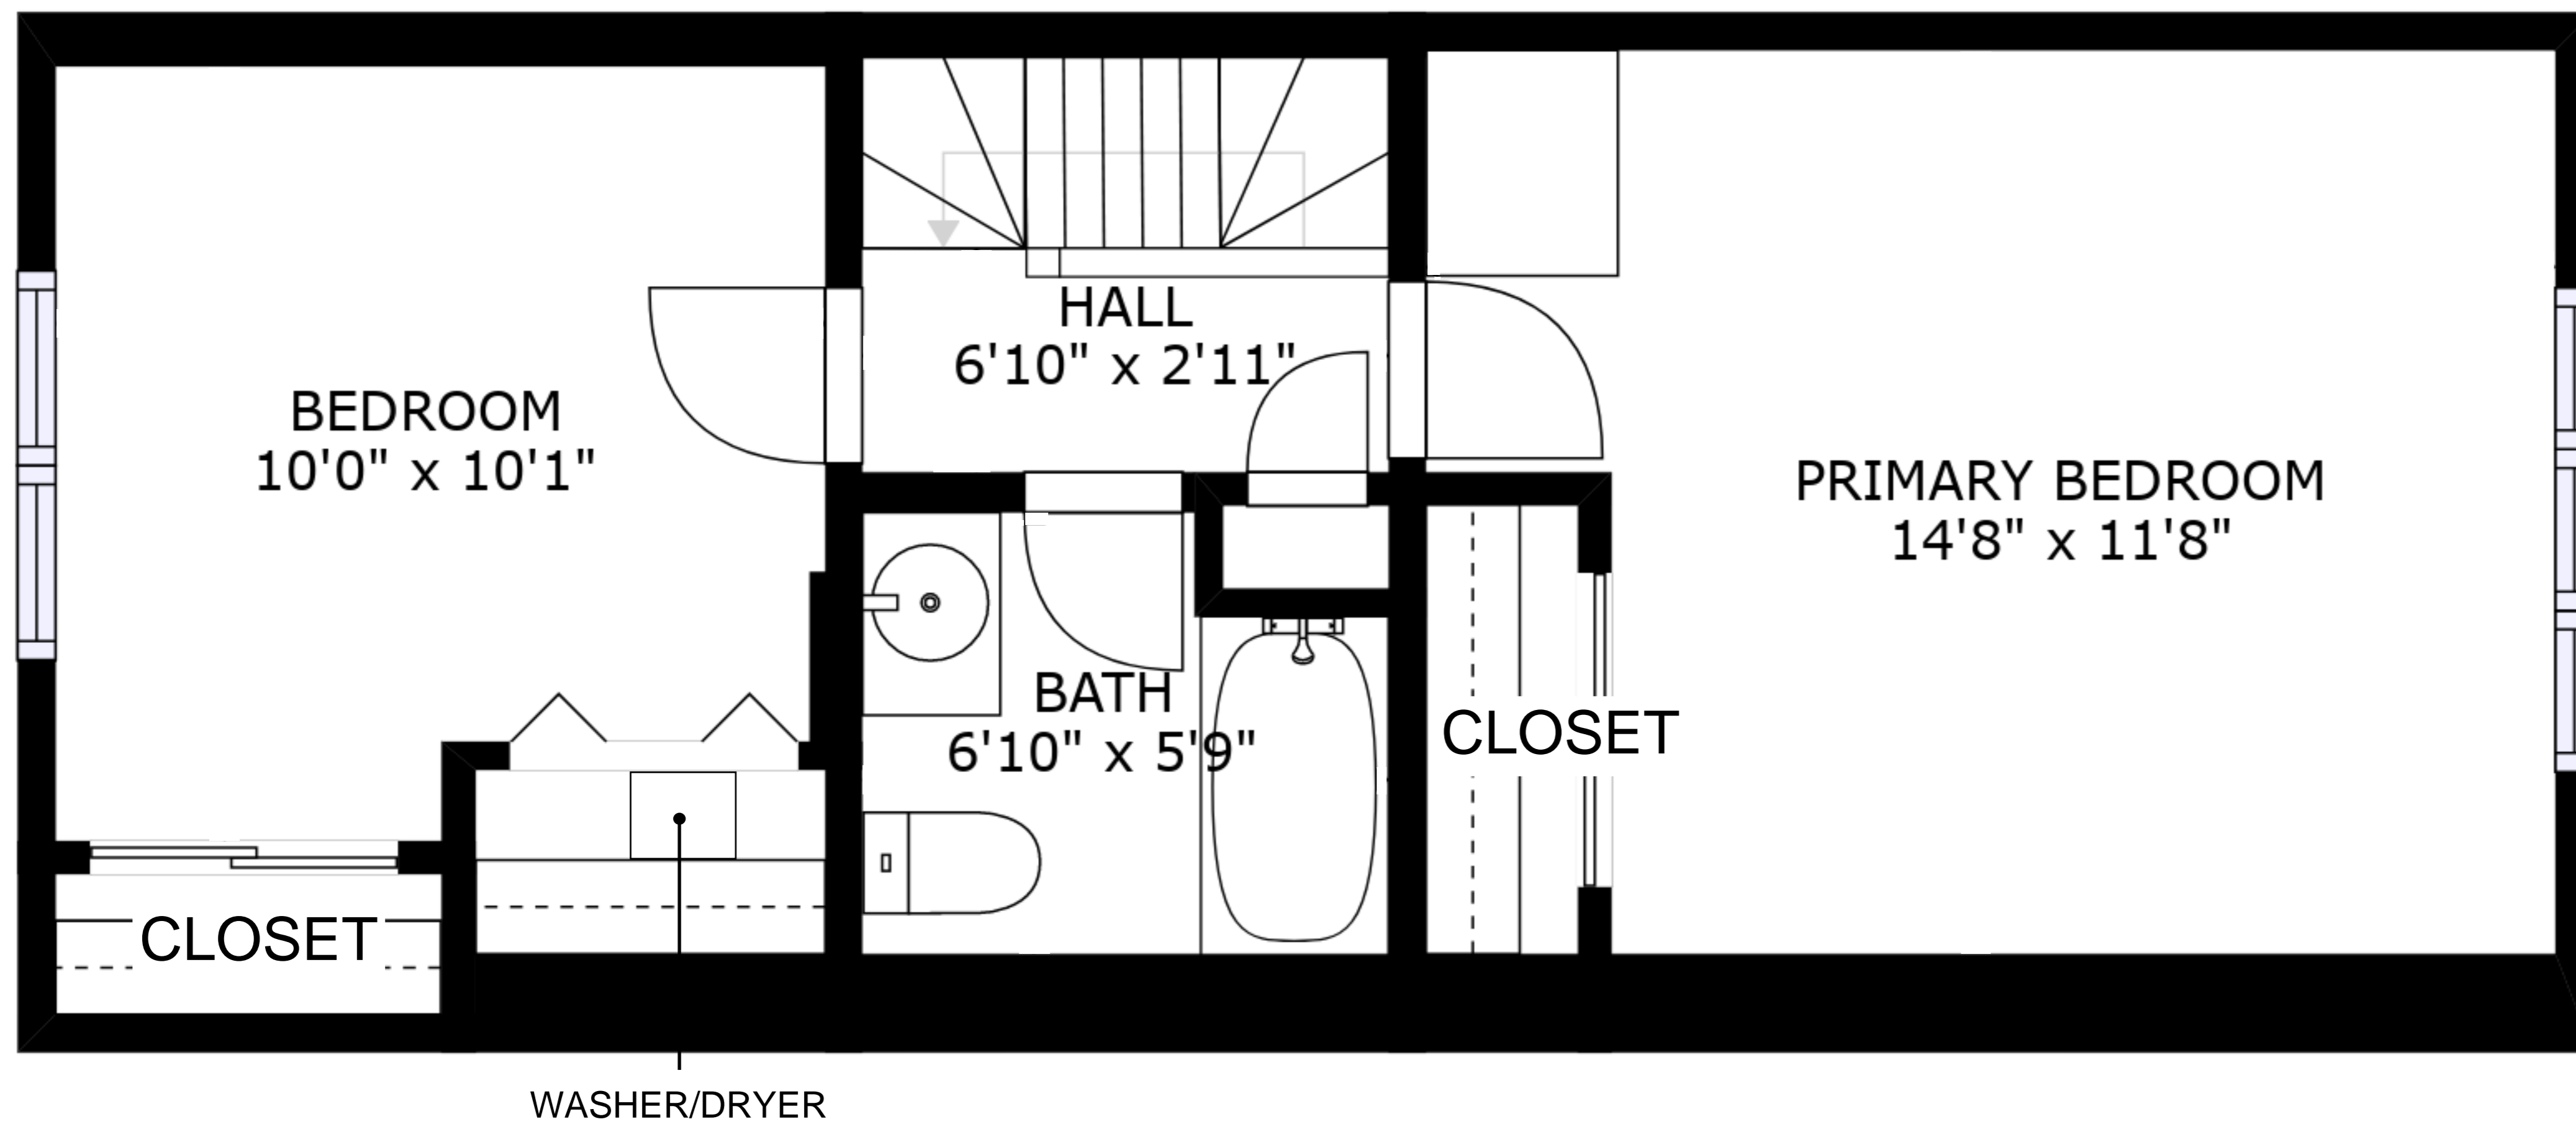 HALL
6'10" x 2'11"
BEDROOM
10'0" x 10'1"
PRIMARY BEDROOM
14'8" x 11'8"
BATH
6'10" x 5'9"
CLOSET
CLOSET
WASHER/DRYER